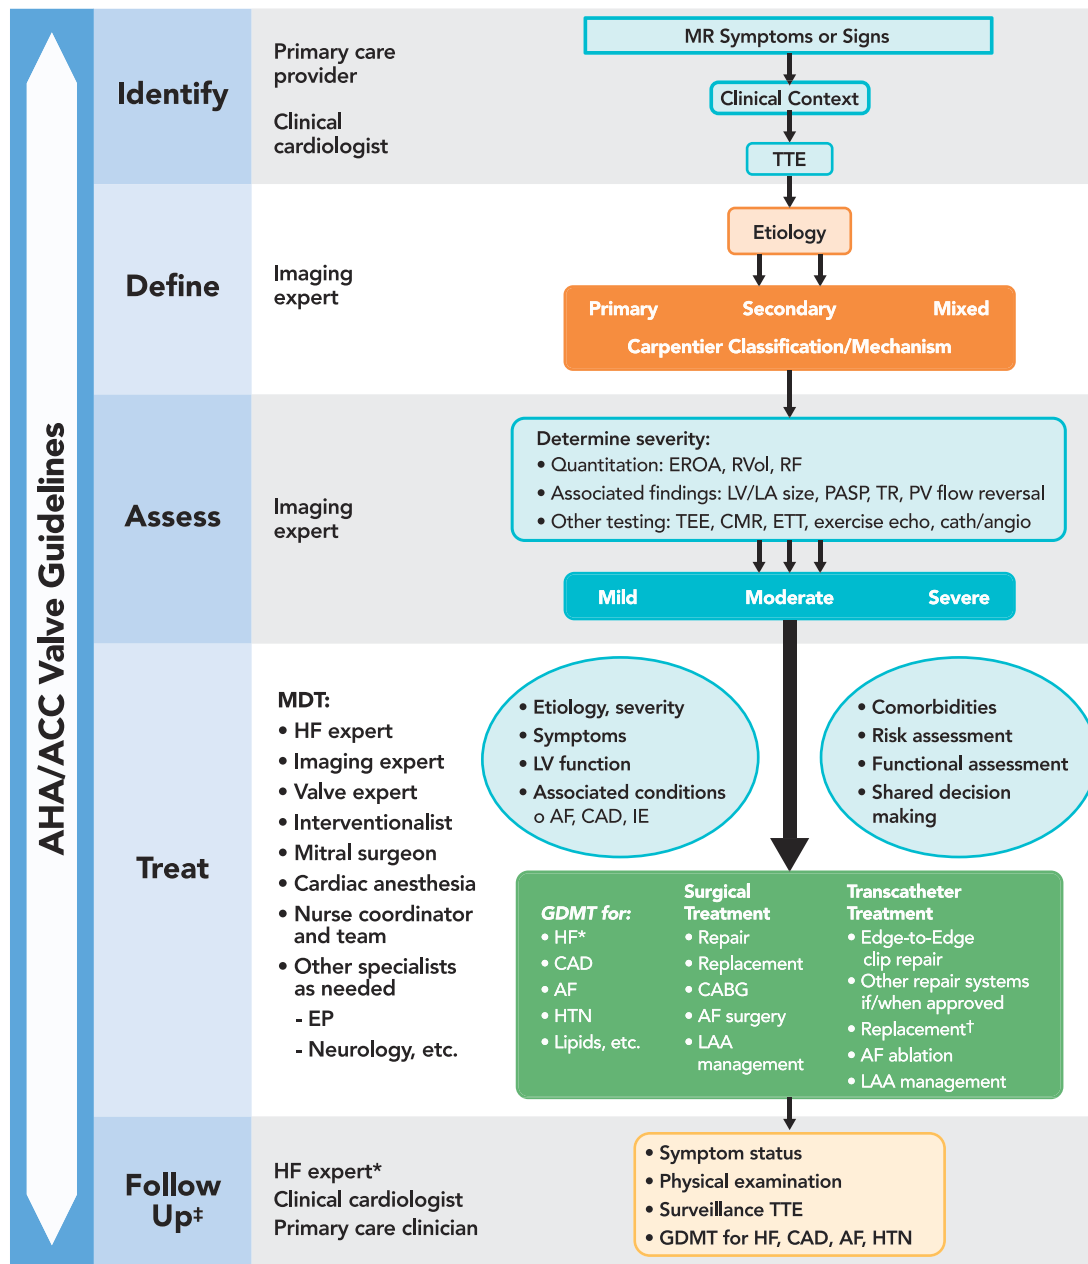 AHA/ACC Valve Guidelines
Identify
Primary care
provider
Clinical
cardiologist
MR Symptoms or Signs
Clinical Context
TTE
Define
Imaging
expert
Etiology
Primary Secondary Mixed
Carpentier Classification/Mechanism
Assess
Imaging
expert
Determine severity:
• Quantitation: EROA, RVol, RF
• Associated findings: LV/LA size, PASP, TR, PV flow reversal
• Other testing: TEE, CMR, ETT, exercise echo, cath/angio
Mild Moderate Severe
Treat
MDT:
• HF expert
• Imaging expert
• Valve expert
• Interventionalist
• Mitral surgeon
• Cardiac anesthesia
• Nurse coordinator
and team
• Other specialists
as needed
- EP
- Neurology, etc.
• Etiology, severity
• Symptoms
• LV function
• Associated conditions
o AF, CAD, IE
• Comorbidities
• Risk assessment
• Functional assessment
• Shared decision
making
GDMT for:
• HF*
• CAD
• AF
• HTN
• Lipids, etc.
Surgical
Treatment
• Repair
• Replacement
• CABG
• AF surgery
• LAA
management
Transcatheter
Treatment
• Edge-to-Edge
clip repair
• Other repair systems
if/when approved
• Replacement†
• AF ablation
• LAA management
Follow
Up‡
HF expert*
Clinical cardiologist
Primary care clinician
• Symptom status
• Physical examination
• Surveillance TTE
• GDMT for HF, CAD, AF, HTN